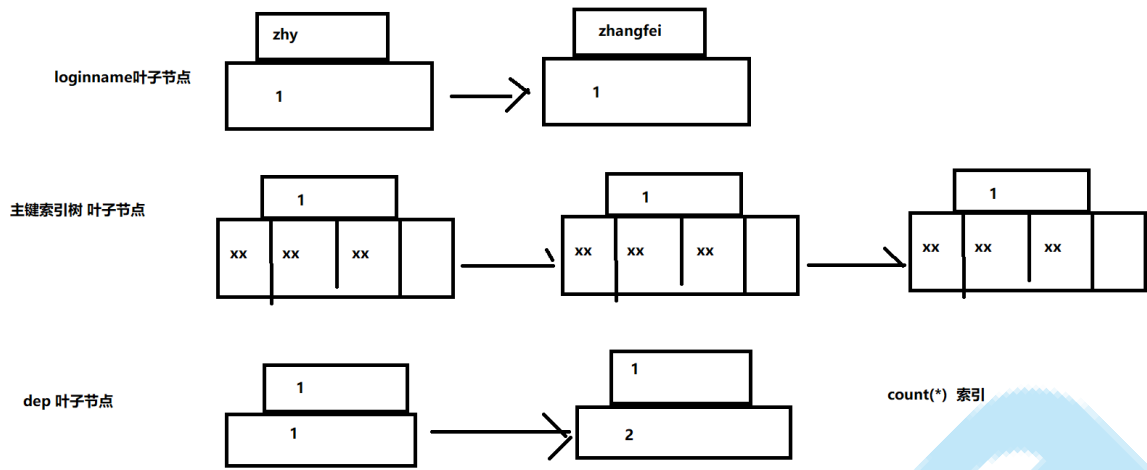 zhy
zhangfei
loginname叶子节点
1
1
主键索引树 叶子节点
1
1
1
xx
xx
xx
xx
xx
xx
xx
xx
xx
dep 叶子节点
1
1
1
2
count(*) 索引